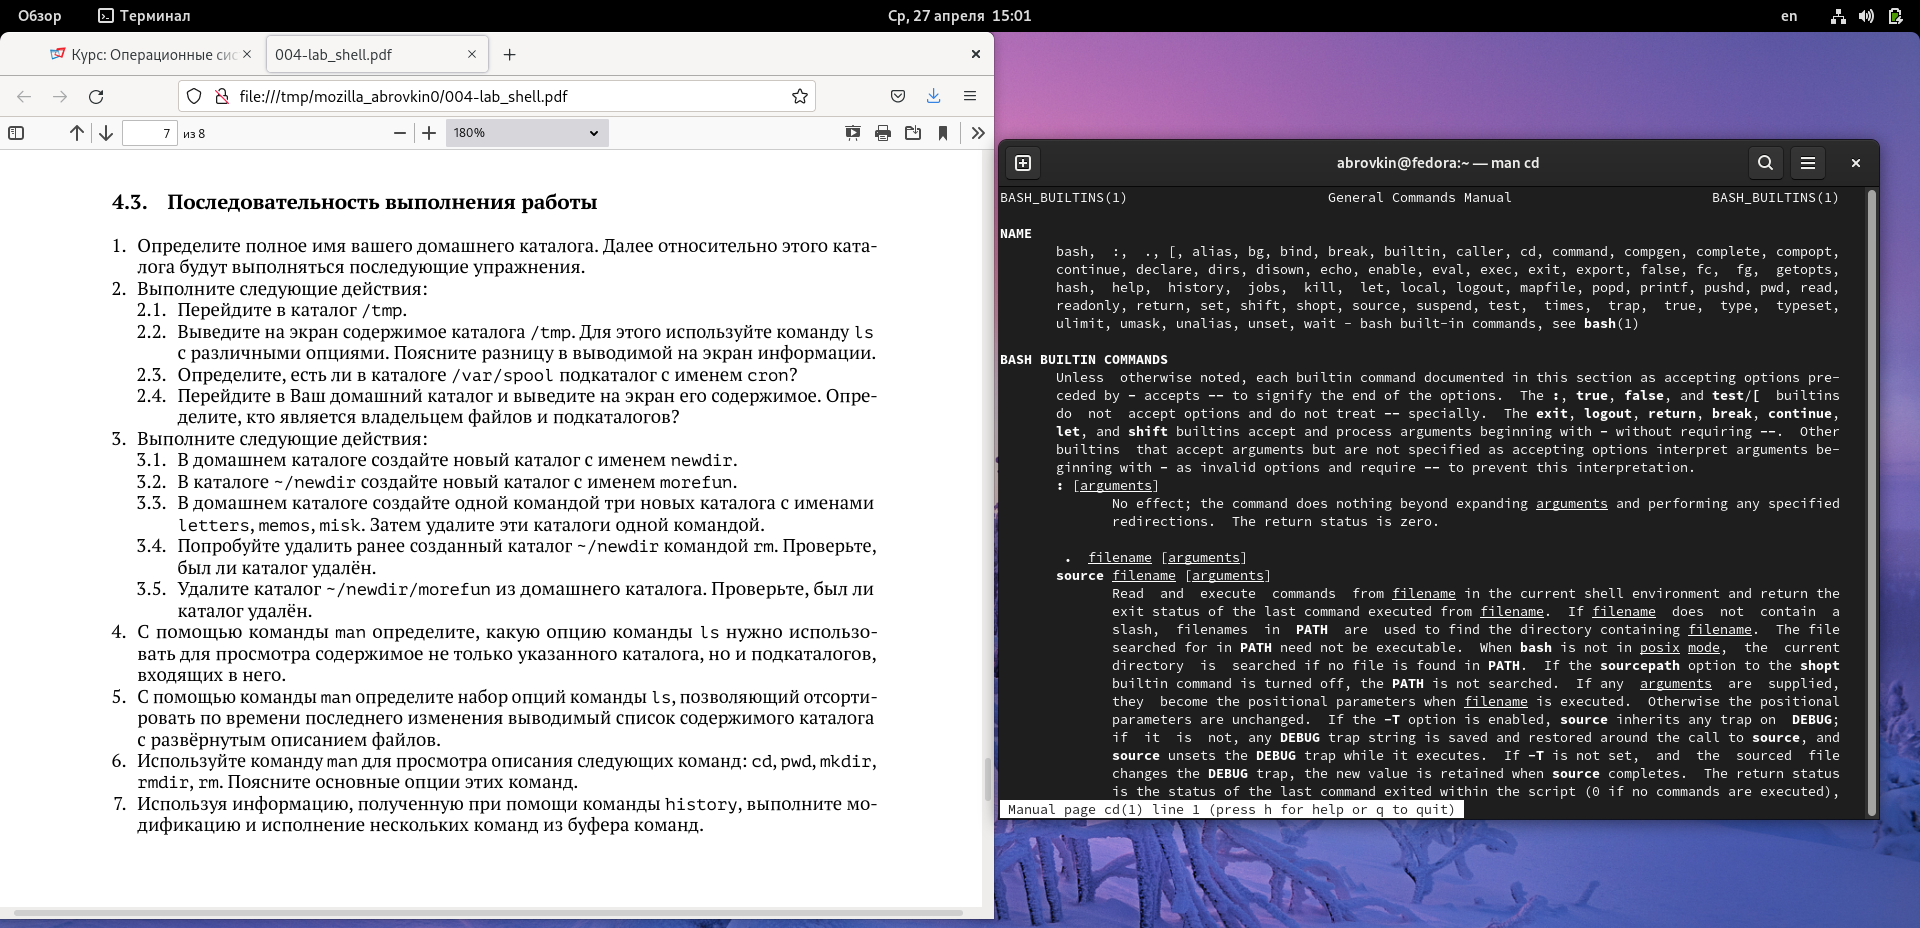 Обзор
Терминал
Ср, 27 апреля 15:01
en
Курс: Операционные сис
004-lab_shell.pdf
file:///tmp/mozilla_abrovkin0/004-lab_shell.pdf
7 из 8
180%
4.3. Последовательность выполнения работы
1. Определите полное имя вашего домашнего каталога. Далее относительно этого ката-
лога будут выполняться последующие упражнения.
2. Выполните следующие действия:
2.1. Перейдите в каталог /tmp.
2.2. Выведите на экран содержимое каталога /tmp. Для этого используйте команду ls
с различными опциями. Поясните разницу в выводимой на экран информации.
2.3. Определите, есть ли в каталоге /var/spool подкаталог с именем cron?
2.4. Перейдите в Ваш домашний каталог и выведите на экран его содержимое. Опре-
делите, кто является владельцем файлов и подкаталогов?
3. Выполните следующие действия:
3.1. В домашнем каталоге создайте новый каталог с именем newdir.
3.2. В каталоге ~/newdir создайте новый каталог с именем morefun.
3.3. В домашнем каталоге создайте одной командой три новых каталога с именами
letters, memos, misk. Затем удалите эти каталоги одной командой.
3.4. Попробуйте удалить ранее созданный каталог ~/newdir командой rm. Проверьте,
был ли каталог удалён.
3.5. Удалите каталог ~/newdir/morefun из домашнего каталога. Проверьте, был ли
каталог удалён.
4. С помощью команды man определите, какую опцию команды ls нужно использо-
вать для просмотра содержимое не только указанного каталога, но и подкаталогов,
входящих в него.
5. С помощью команды man определите набор опций команды ls, позволяющий отсорти-
ровать по времени последнего изменения выводимый список содержимого каталога
с развёрнутым описанием файлов.
6. Используйте команду man для просмотра описания следующих команд: cd, pwd, mkdir,
rmdir, rm. Поясните основные опции этих команд.
7. Используя информацию, полученную при помощи команды history, выполните мо-
дификацию и исполнение нескольких команд из буфера команд.
abrovkin@fedora:~ — man cd
BASH_BUILTINS(1) General Commands Manual BASH_BUILTINS(1)
NAME
bash, :, ., [, alias, bg, bind, break, builtin, caller, cd, command, compgen, complete, compopt,
continue, declare, dirs, disown, echo, enable, eval, exec, exit, export, false, fc, fg, getopts,
hash, help, history, jobs, kill, let, local, logout, mapfile, popd, printf, pushd, pwd, read,
readonly, return, set, shift, shopt, source, suspend, test, times, trap, true, type, typeset,
ulimit, umask, unalias, unset, wait - bash built-in commands, see bash(1)
BASH BUILTIN COMMANDS
Unless otherwise noted, each builtin command documented in this section as accepting options pre-
ceded by - accepts -- to signify the end of the options. The :, true, false, and test/[ builtins
do not accept options and do not treat -- specially. The exit, logout, return, break, continue,
let, and shift builtins accept and process arguments beginning with - without requiring --. Other
builtins that accept arguments but are not specified as accepting options interpret arguments be-
ginning with - as invalid options and require -- to prevent this interpretation.
: [arguments]
No effect; the command does nothing beyond expanding arguments and performing any specified
redirections. The return status is zero.
. filename [arguments]
source filename [arguments]
Read and execute commands from filename in the current shell environment and return the
exit status of the last command executed from filename. If filename does not contain a
slash, filenames in PATH are used to find the directory containing filename. The file
searched for in PATH need not be executable. When bash is not in posix mode, the current
directory is searched if no file is found in PATH. If the sourcepath option to the shopt
builtin command is turned off, the PATH is not searched. If any arguments are supplied,
they become the positional parameters when filename is executed. Otherwise the positional
parameters are unchanged. If the -T option is enabled, source inherits any trap on DEBUG;
if it is not, any DEBUG trap string is saved and restored around the call to source, and
source unsets the DEBUG trap while it executes. If -T is not set, and the sourced file
changes the DEBUG trap, the new value is retained when source completes. The return status
is the status of the last command exited within the script (0 if no commands are executed),
Manual page cd(1) line 1 (press h for help or q to quit)